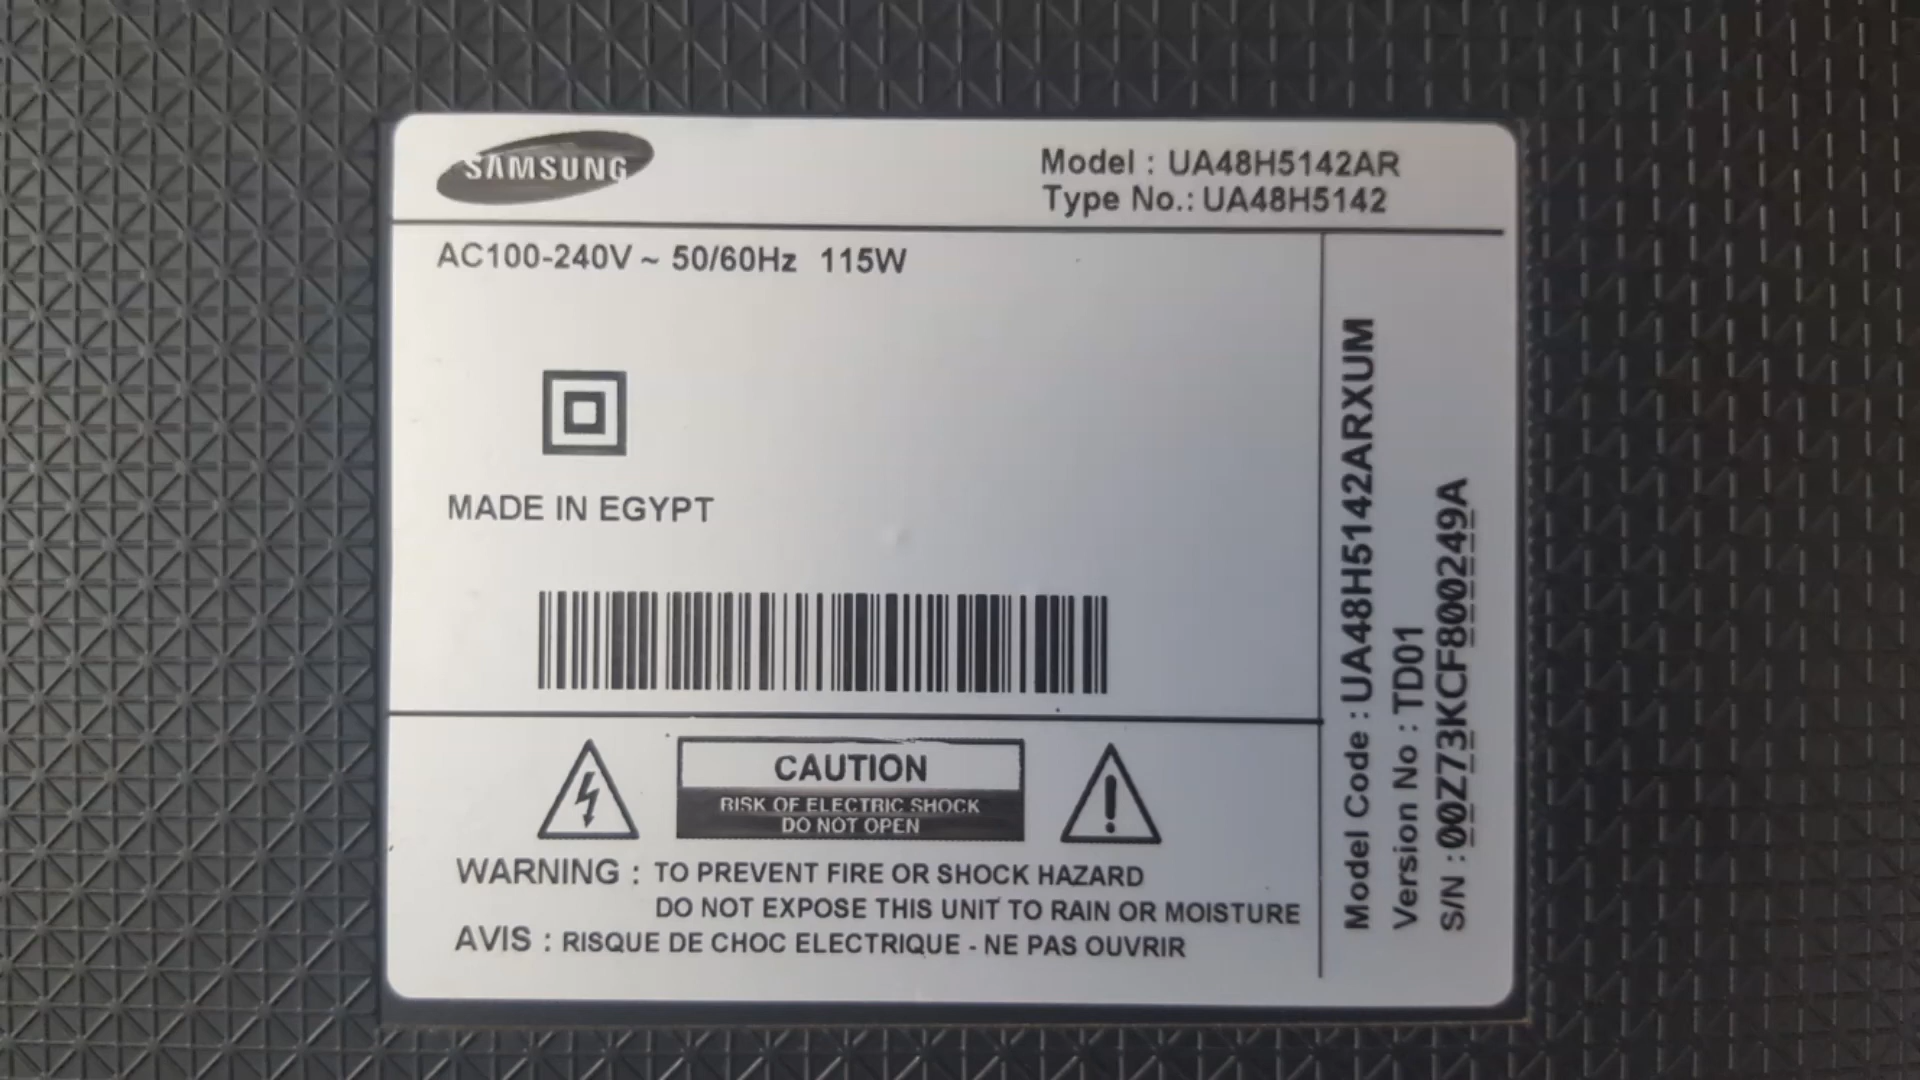 SAMSUNG
Model : UA48H5142AR
Type No.: UA48H5142
AC100-240V ~ 50/60Hz 115W
MADE IN EGYPT
CAUTION
RISK OF ELECTRIC SHOCK
DO NOT OPEN
WARNING : TO PREVENT FIRE OR SHOCK HAZARD
DO NOT EXPOSE THIS UNIT TO RAIN OR MOISTURE
AVIS : RISQUE DE CHOC ELECTRIQUE - NE PAS OUVRIR
Model Code : UA48H5142ARXUM
Version No : TD01
S/N : 00Z73KCF800249A